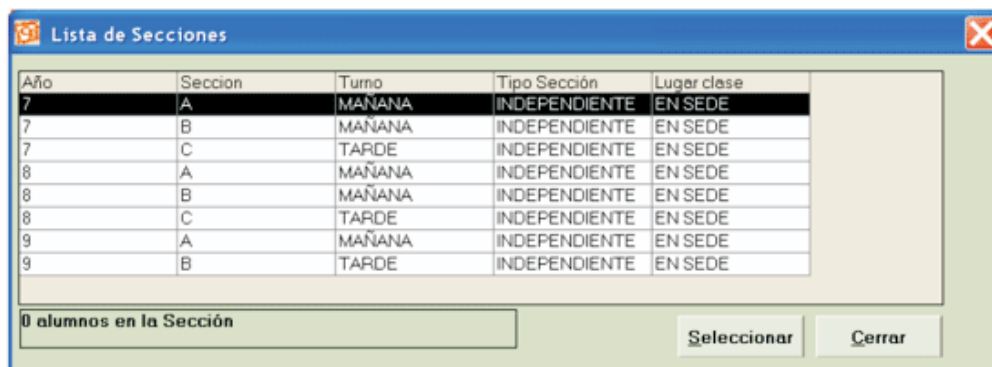 Lista de Secciones
Año Seccion Turno Tipo Sección Lugar clase
7 A MAÑANA INDEPENDIENTE EN SEDE
7 B MAÑANA INDEPENDIENTE EN SEDE
7 C TARDE INDEPENDIENTE EN SEDE
8 A MAÑANA INDEPENDIENTE EN SEDE
8 B MAÑANA INDEPENDIENTE EN SEDE
8 C TARDE INDEPENDIENTE EN SEDE
9 A MAÑANA INDEPENDIENTE EN SEDE
9 B TARDE INDEPENDIENTE EN SEDE
0 alumnos en la Sección
Seleccionar Cerrar